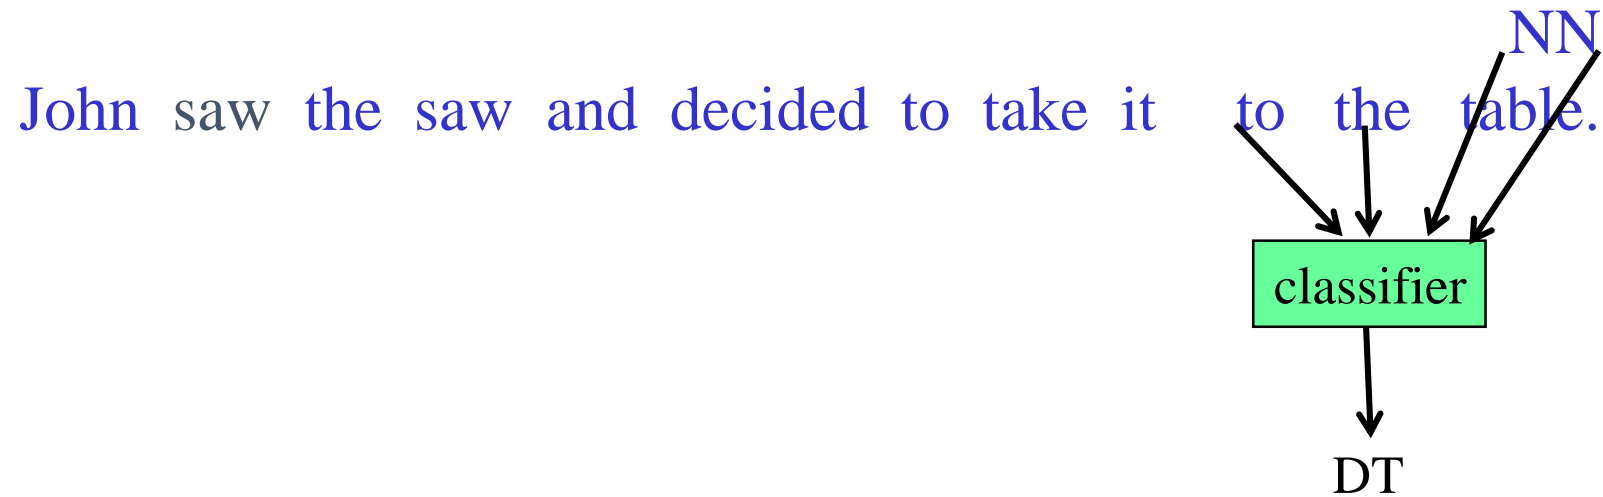 NN
John saw the saw and decided to take it to the table.
classifier
DT